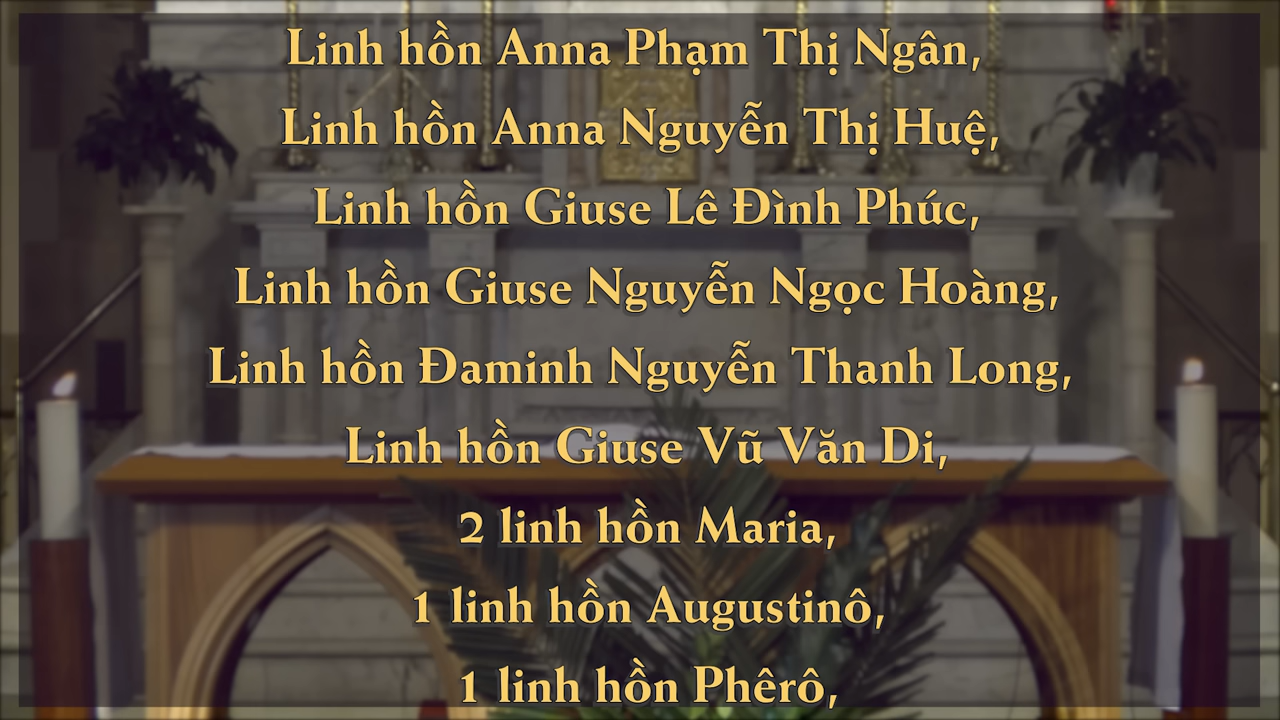 Linh hồn Anna Phạm Thị Ngân,
Linh hồn Anna Nguyễn Thị Huệ,
Linh hồn Giuse Lê Đình Phúc,
Linh hồn Giuse Nguyễn Ngọc Hoàng,
Linh hồn Đaminh Nguyễn Thanh Long,
Linh hồn Giuse Vũ Văn Di,
2 linh hồn Maria,
1 linh hồn Augustinô,
1 linh hồn Phêrô,